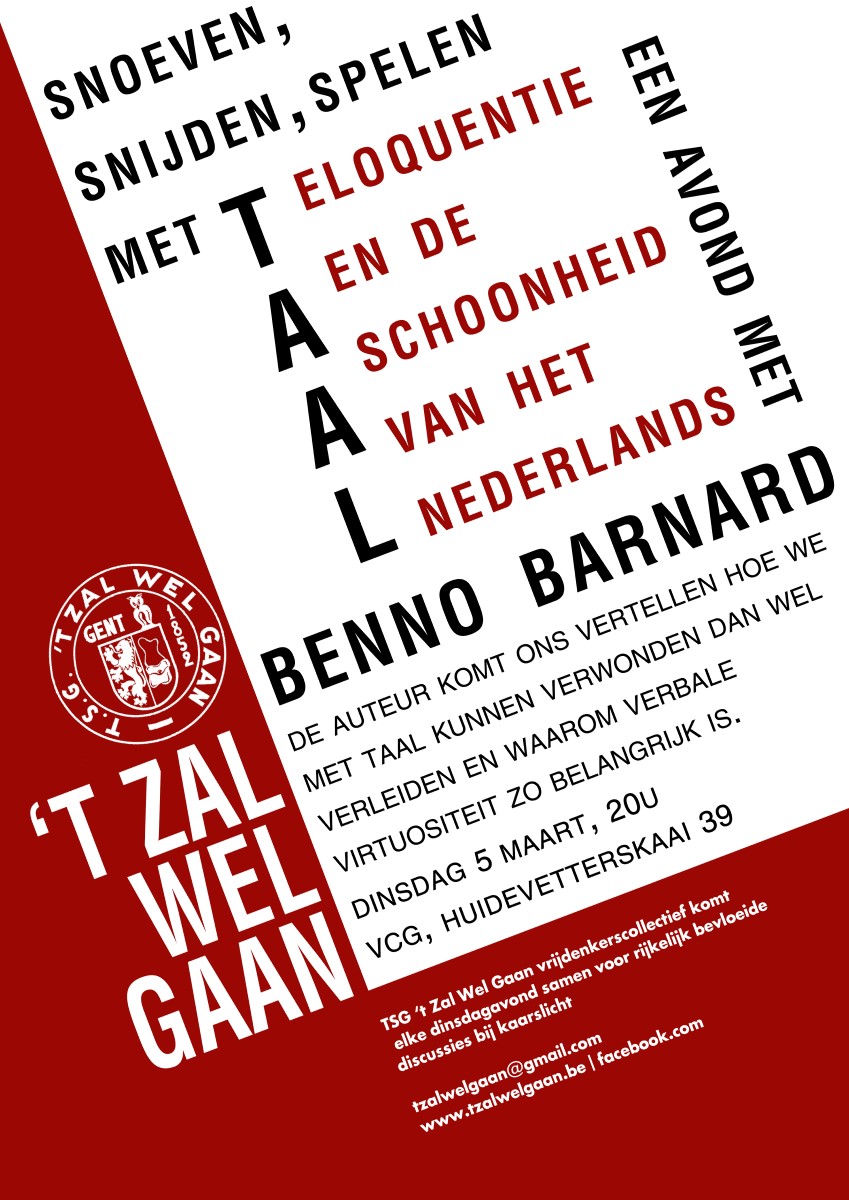 SNOEVEN,
SNIJDEN, SPELEN
MET TAAL
ELOQUENTIE
EN DE
SCHOONHEID
VAN HET
NEDERLANDS
EEN AVOND MET
BENNO BARNARD
DE AUTEUR KOMT ONS VERTELLEN HOE WE
MET TAAL KUNNEN VERWONDEN DAN WEL
VERLEIDEN EN WAAROM VERBALE
VIRTUOSITEIT ZO BELANGRIJK IS.
DINSDAG 5 MAART, 20U
VCG, HUIDEVETTERSKAAI 39
T.S.G. 'T ZAL WEL GAAN
GENT 1852
'T ZAL
WEL
GAAN
TSG 't Zal Wel Gaan vrijdenkerscollectief komt
elke dinsdagavond samen voor rijkelijk bevloeide
discussies bij kaarslicht
tzalwelgaan@gmail.com
www.tzalwelgaan.be | facebook.com